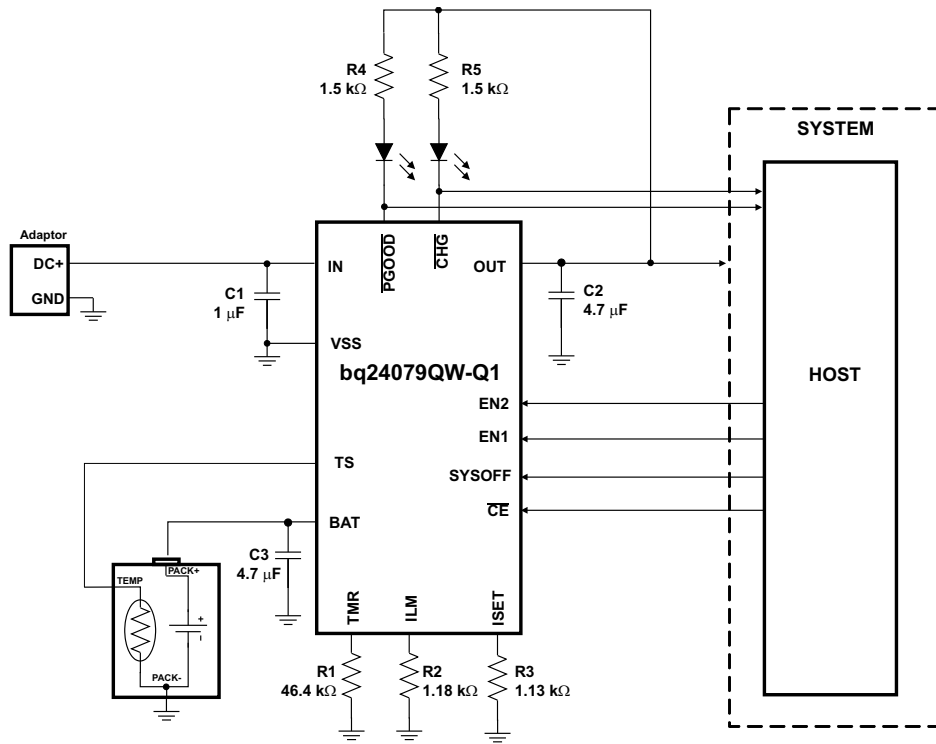 R4
1.5 kΩ
R5
1.5 kΩ
SYSTEM
Adaptor
DC+
GND
C1
1 μF
IN
PGOOD
CHG
OUT
C2
4.7 μF
VSS
bq24079QW-Q1
HOST
EN2
EN1
TS
SYSOFF
CE
BAT
C3
4.7 μF
TEMP
PACK+
+
–
PACK-
TMR
ILM
ISET
R1
46.4 kΩ
R2
1.18 kΩ
R3
1.13 kΩ